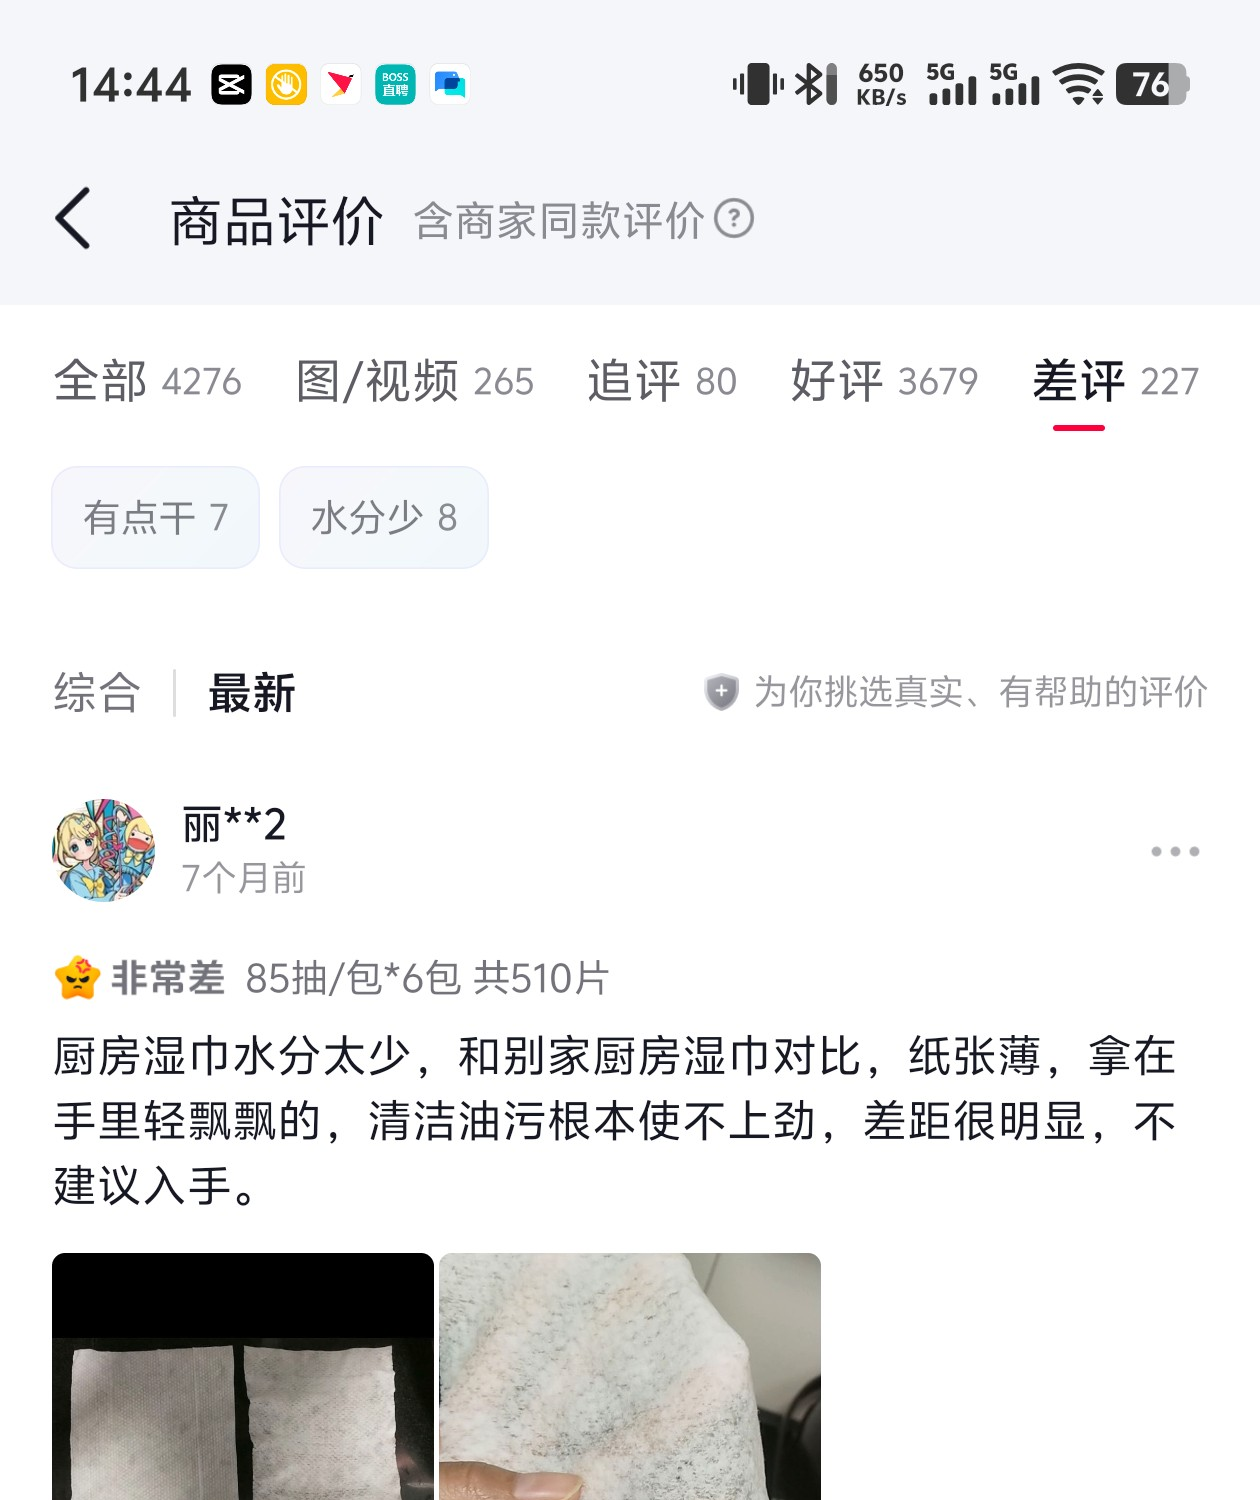 14:44 BOSS 直聘 650 KB/s 5G 5G 76
商品评价 含商家同款评价 ?
全部 4276 图/视频 265 追评 80 好评 3679 差评 227
有点干 7 水分少 8
综合 最新 为你挑选真实、有帮助的评价
丽**2
7个月前
非常差 85抽/包*6包 共510片
厨房湿巾水分太少，和别家厨房湿巾对比，纸张薄，拿在
手里轻飘飘的，清洁油污根本使不上劲，差距很明显，不
建议入手。